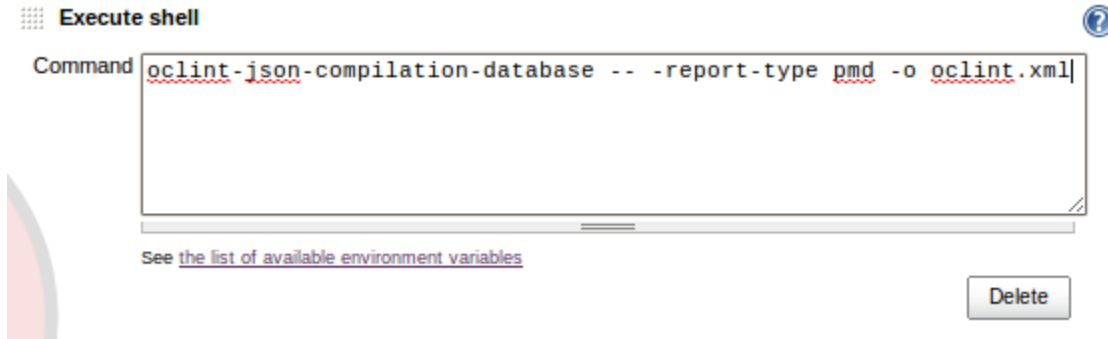 Execute shell
Command
oclint-json-compilation-database -- -report-type pmd -o oclint.xml
See the list of available environment variables
Delete